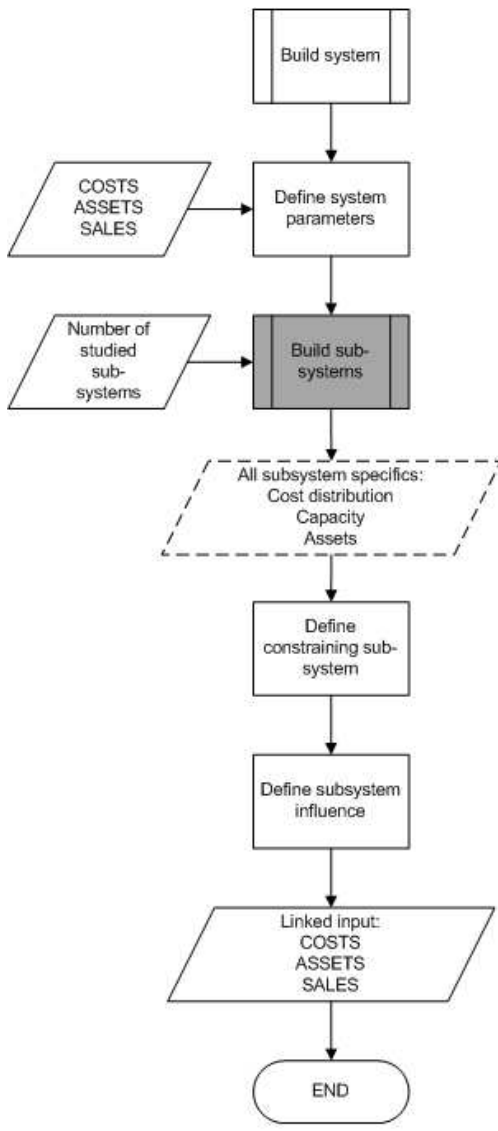 Build system
COSTS
ASSETS
SALES
Define system
parameters
Number of
studied
sub-
systems
Build sub-
systems
All subsystem specifics:
Cost distribution
Capacity
Assets
Define
constraining sub-
system
Define subsystem
influence
Linked input:
COSTS
ASSETS
SALES
END